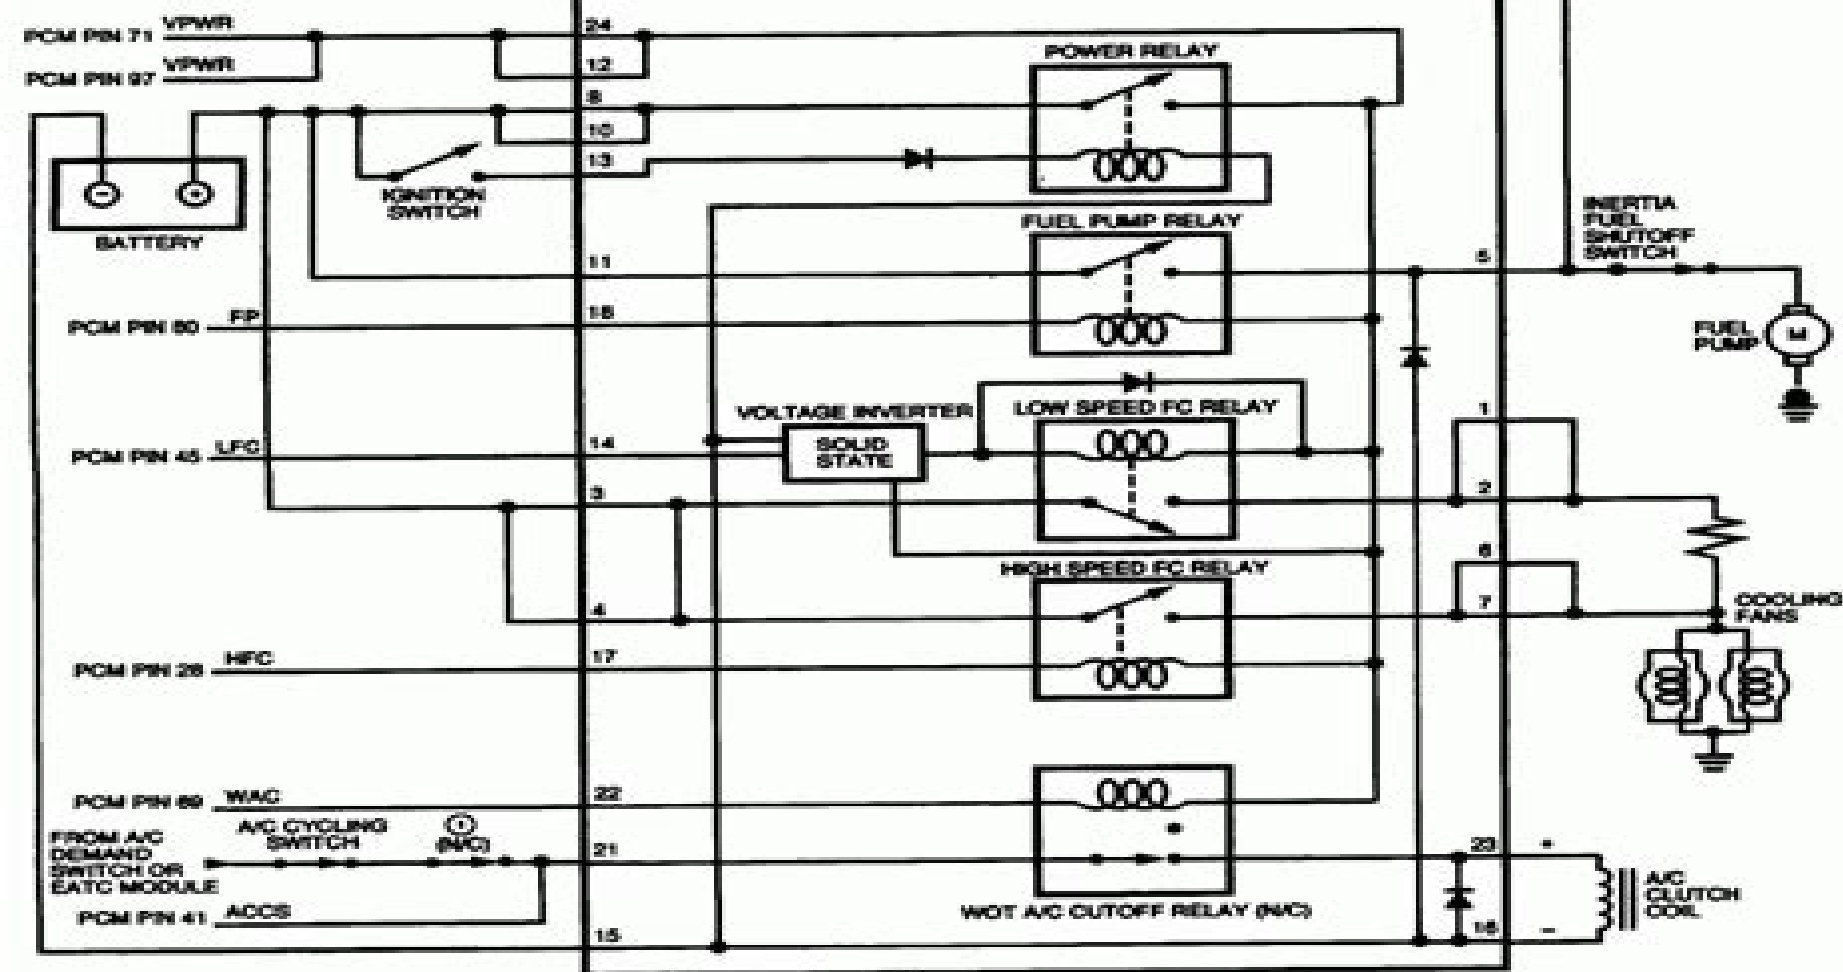 PCM PIN 71 VPWR
24
PCM PIN 97 VPWR
12
POWER RELAY
8
10
13
IGNITION
SWITCH
BATTERY
FUEL PUMP RELAY
11
5
INERTIA
FUEL
SHUTOFF
SWITCH
PCM PIN 80 FP
18
FUEL
PUMP
M
VOLTAGE INVERTER
SOLID
STATE
LOW SPEED FC RELAY
1
PCM PIN 45 LFC
14
3
2
HIGH SPEED FC RELAY
6
4
7
COOLING
FANS
PCM PIN 28 HFC
17
PCM PIN 69 WAC
22
A/C CYCLING
SWITCH
1
(N/C)
FROM A/C
DEMAND
SWITCH OR
EATC MODULE
21
23
+
PCM PIN 41 ACCS
WOT A/C CUTOFF RELAY (N/C)
A/C
CLUTCH
COIL
15
16
-